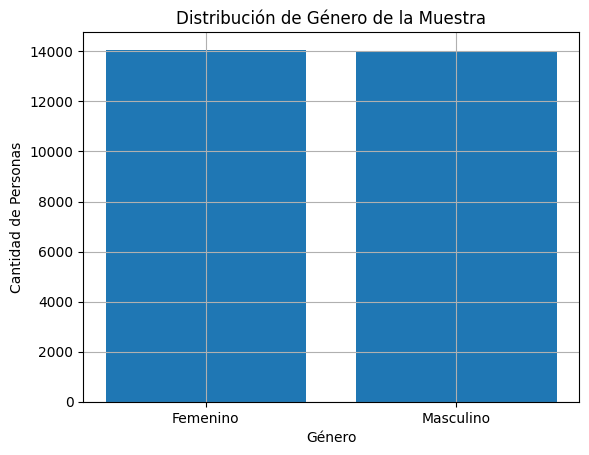 Distribución de Género de la Muestra
14000
12000
10000
8000
6000
4000
2000
0
Cantidad de Personas
Femenino
Masculino
Género